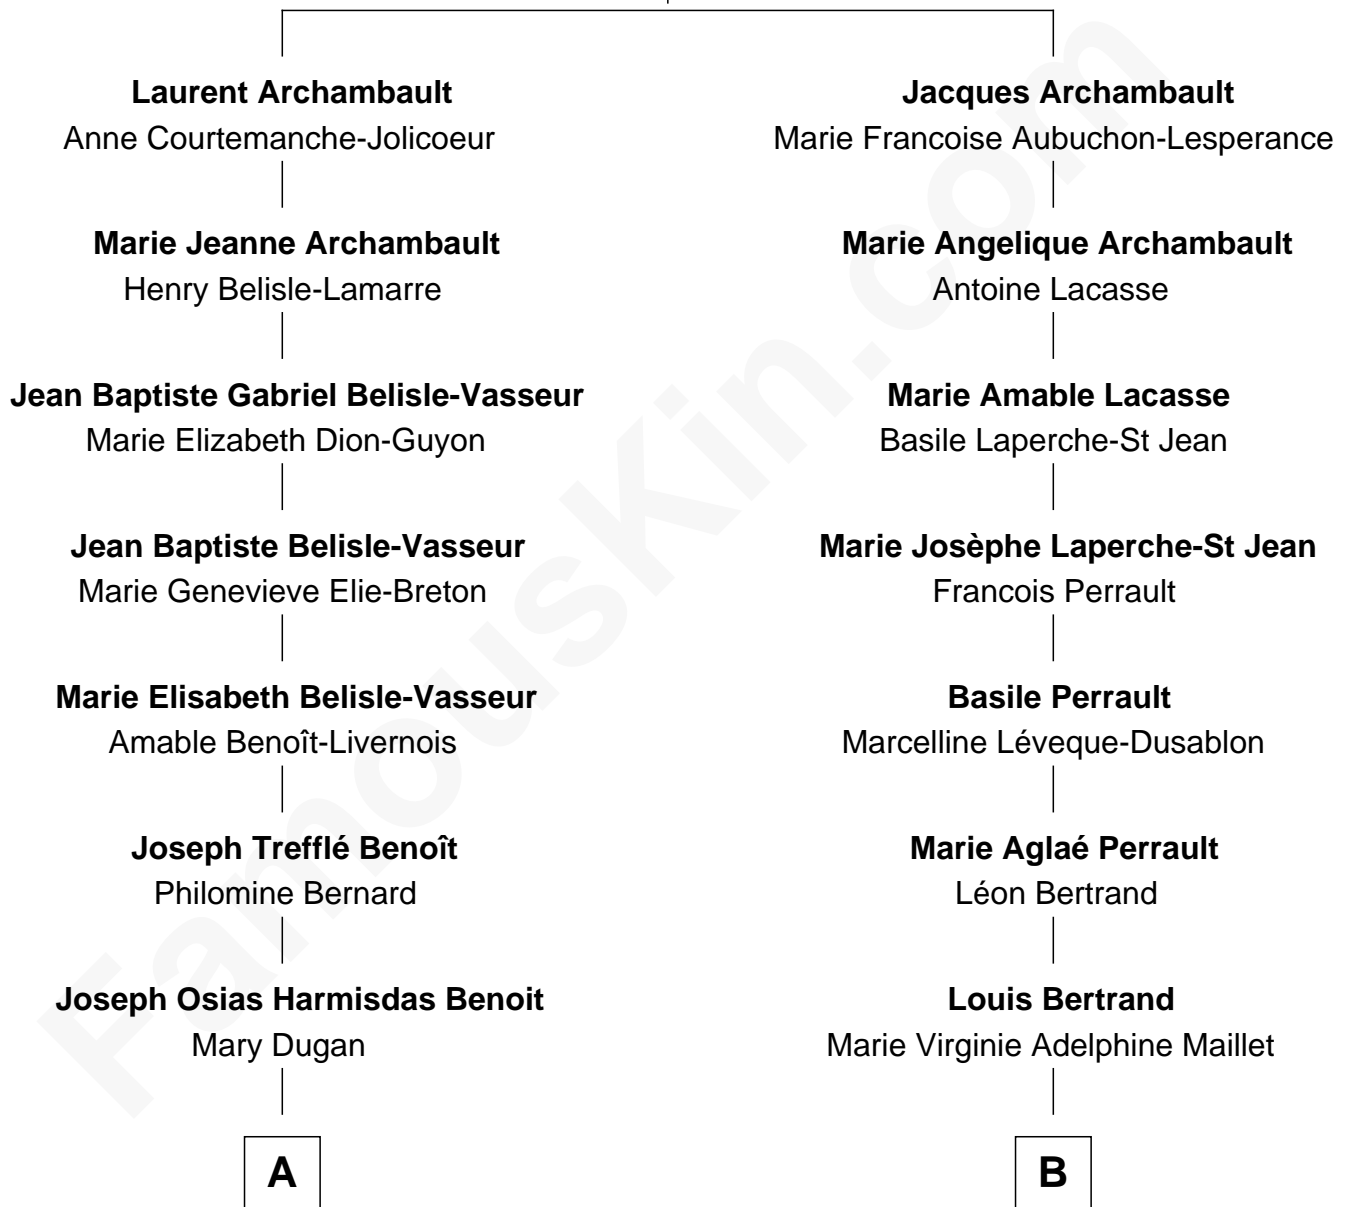 Laurent Archambault
Anne Courtemanche-Jolicoeur
Marie Jeanne Archambault
Henry Belisle-Lamarre
Jean Baptiste Gabriel Belisle-Vasseur
Marie Elizabeth Dion-Guyon
Jean Baptiste Belisle-Vasseur
Marie Genevieve Elie-Breton
Marie Elisabeth Belisle-Vasseur
Amable Benoît-Livernois
Joseph Trefflé Benoît
Philomine Bernard
Joseph Osias Harmisdas Benoit
Mary Dugan
A
Jacques Archambault
Marie Francoise Aubuchon-Lesperance
Marie Angelique Archambault
Antoine Lacasse
Marie Amable Lacasse
Basile Laperche-St Jean
Marie Josèphe Laperche-St Jean
Francois Perrault
Basile Perrault
Marcelline Léveque-Dusablon
Marie Aglaé Perrault
Léon Bertrand
Louis Bertrand
Marie Virginie Adelphine Maillet
B
FamousKin.com